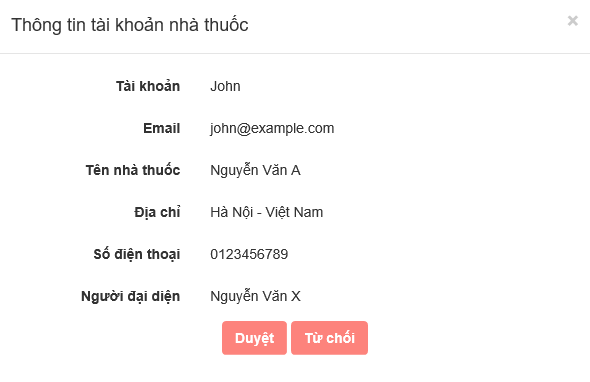 Thông tin tài khoản nhà thuốc ×
Tài khoản John
Email john@example.com
Tên nhà thuốc Nguyễn Văn A
Địa chỉ Hà Nội - Việt Nam
Số điện thoại 0123456789
Người đại diện Nguyễn Văn X
Duyệt Từ chối